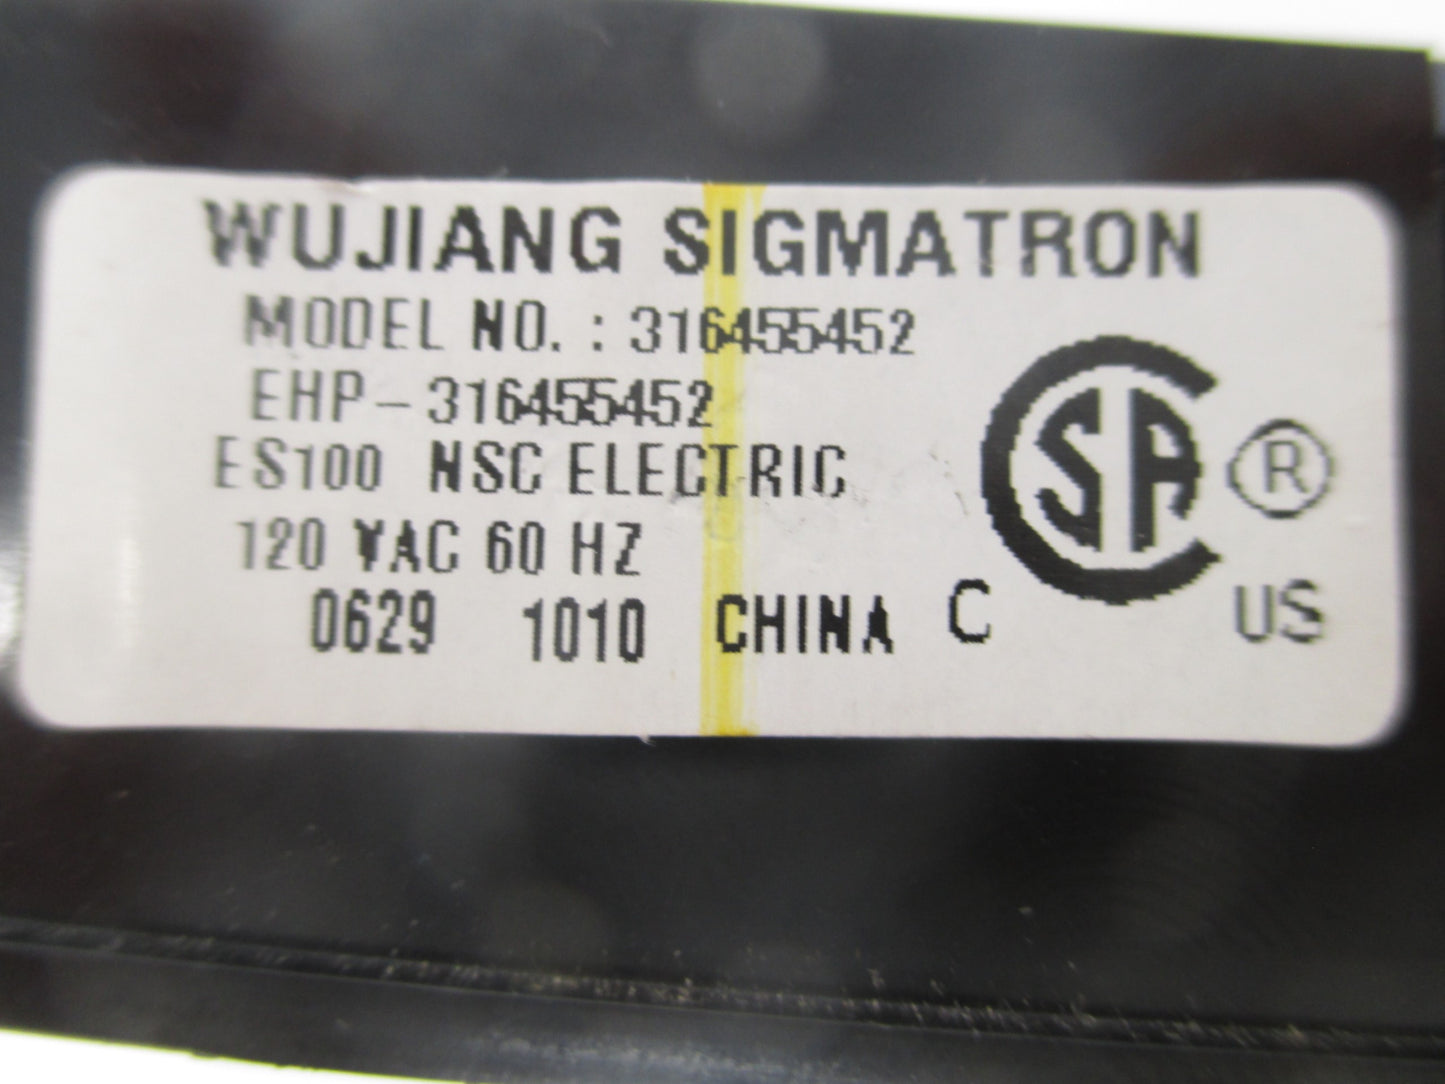 WUJIANG SIGMATRON
MODEL NO. : 316455452
EHP-316455452
ES100 NSC ELECTRIC
120 VAC 60 HZ
0629 1010 CHINA C
SA ®
US